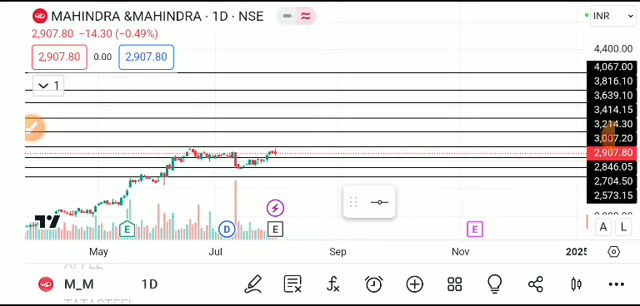 MAHINDRA &MAHINDRA · 1D · NSE
INR
2,907.80 −14.30 (−0.49%)
2,907.80 0.00 2,907.80
1
4,400.00
4,067.00
3,816.10
3,639.10
3,414.15
3,214.30
3,007.20
2,907.80
2,846.05
2,704.50
2,573.15
E D E E
A L
May Jul Sep Nov 2025
M_M 1D
TATASTEEL